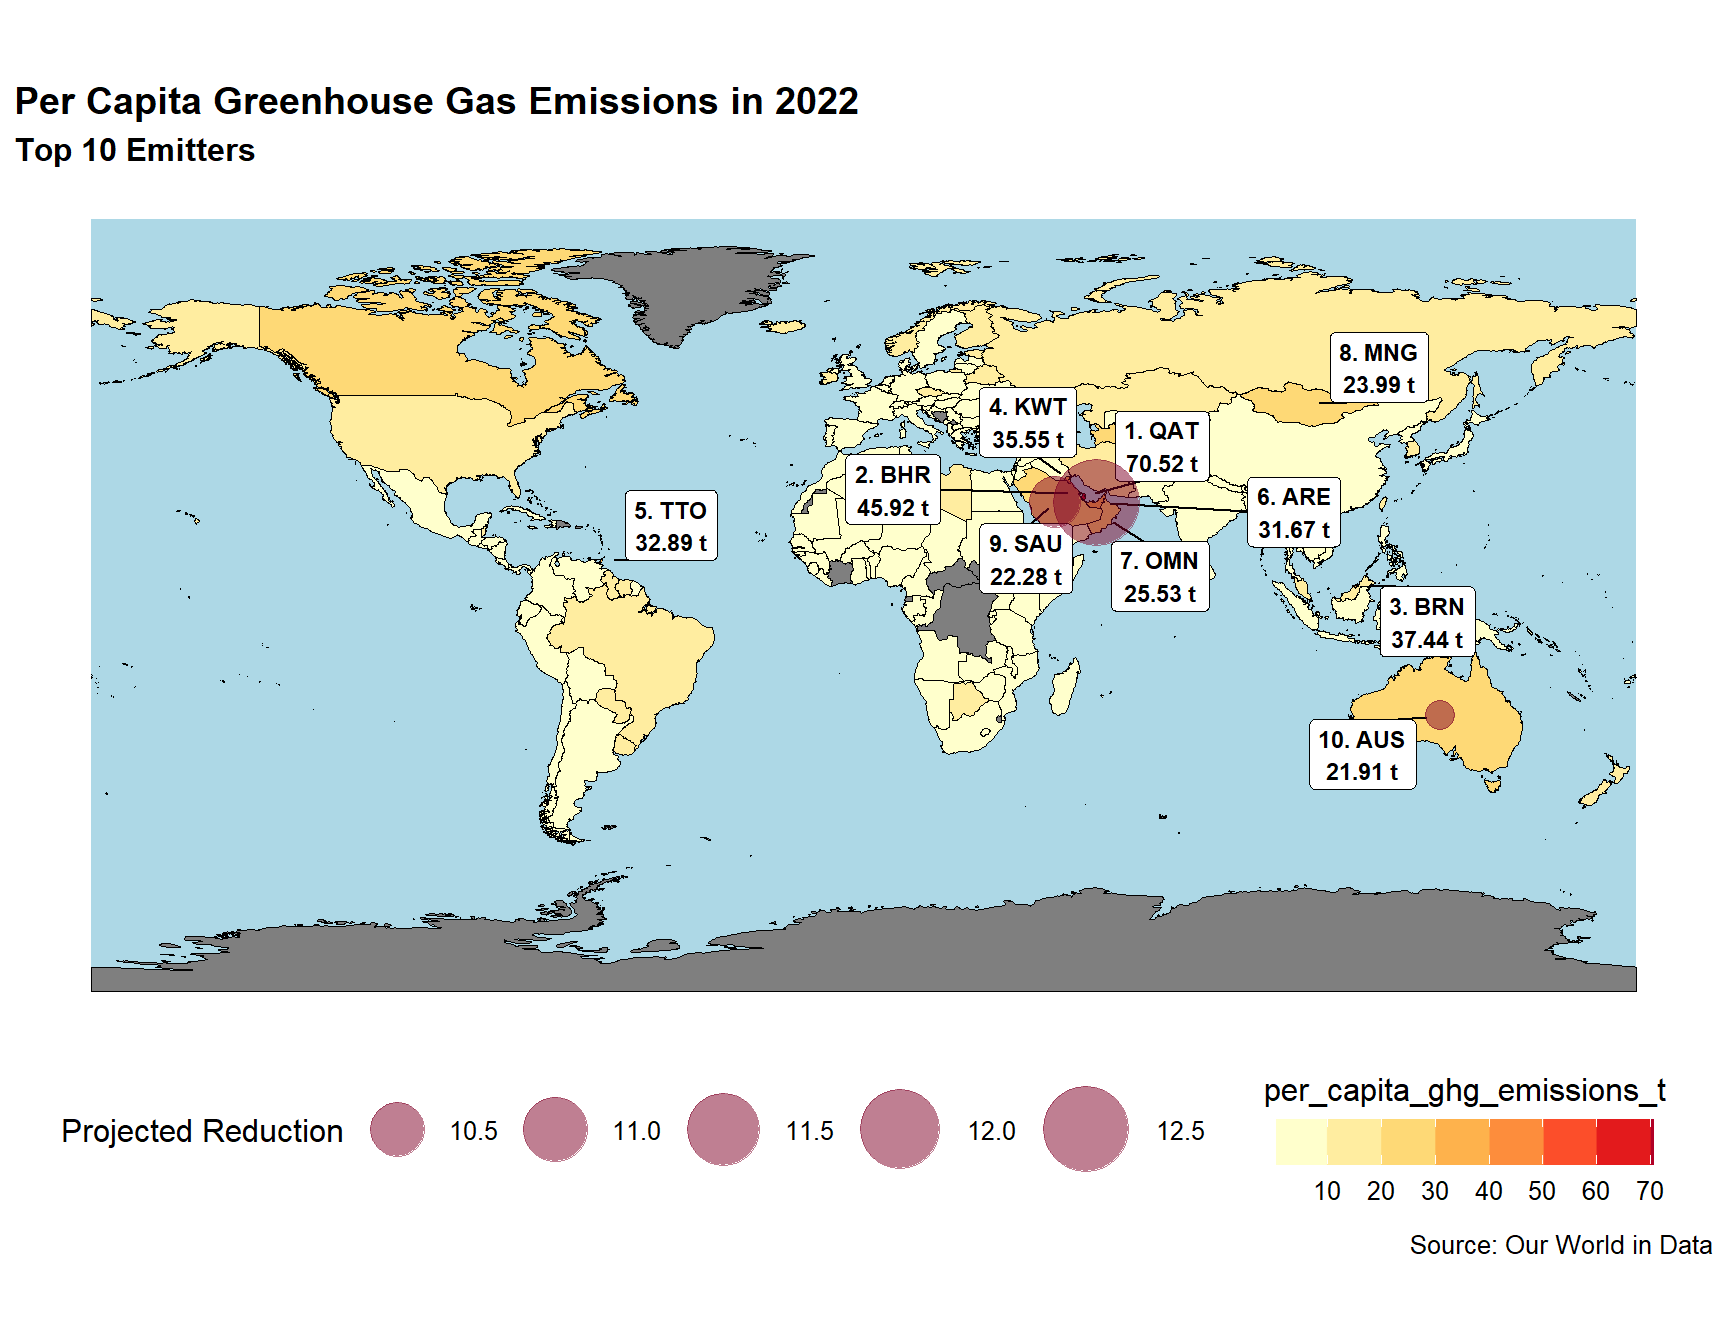 Per Capita Greenhouse Gas Emissions in 2022
Top 10 Emitters
8. MNG
23.99 t
4. KWT
35.55 t
1. QAT
70.52 t
2. BHR
45.92 t
6. ARE
31.67 t
5. TTO
32.89 t
9. SAU
22.28 t
7. OMN
25.53 t
3. BRN
37.44 t
10. AUS
21.91 t
Projected Reduction
10.5
11.0
11.5
12.0
12.5
per_capita_ghg_emissions_t
10 20 30 40 50 60 70
Source: Our World in Data